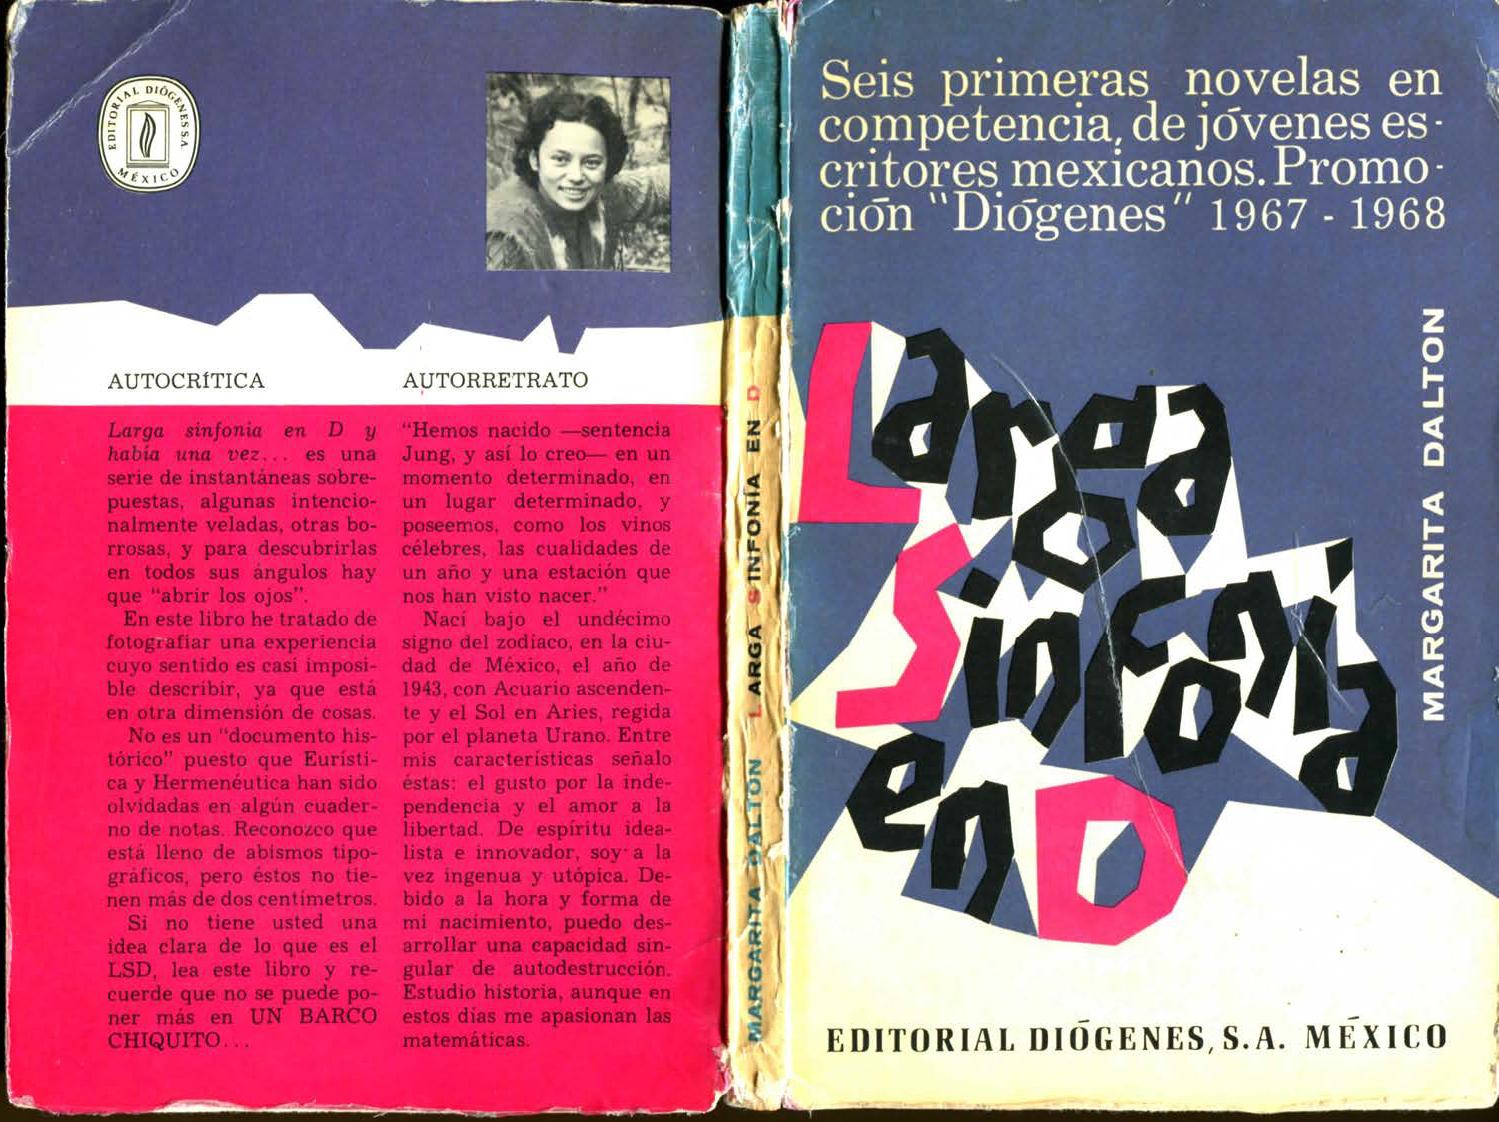 EDITORIAL DIÓGENES S.A.
MÉXICO
AUTOCRÍTICA
Larga sinfonía en D y
había una vez... es una
serie de instantáneas sobre-
puestas, algunas intencio-
nalmente veladas, otras bo-
rrosas, y para descubrirlas
en todos sus ángulos hay
que “abrir los ojos”.
En este libro he tratado de
fotografiar una experiencia
cuyo sentido es casi imposi-
ble describir, ya que está
en otra dimensión de cosas.
No es un “documento his-
tórico” puesto que Eurísti-
ca y Hermenéutica han sido
olvidadas en algún cuader-
no de notas. Reconozco que
está lleno de abismos tipo-
gráficos, pero éstos no tie-
nen más de dos centímetros.
Si no tiene usted una
idea clara de lo que es el
LSD, lea este libro y re-
cuerde que no se puede po-
ner más en UN BARCO
CHIQUITO...
AUTORRETRATO
“Hemos nacido —sentencia
Jung, y así lo creo— en un
momento determinado, en
un lugar determinado, y
poseemos, como los vinos
célebres, las cualidades de
un año y una estación que
nos han visto nacer.”
Nací bajo el undécimo
signo del zodíaco, en la ciu-
dad de México, el año de
1943, con Acuario ascenden-
te y el Sol en Aries, regida
por el planeta Urano. Entre
mis características señalo
éstas: el gusto por la inde-
pendencia y el amor a la
libertad. De espíritu idea-
lista e innovador, soy a la
vez ingenua y utópica. De-
bido a la hora y forma de
mi nacimiento, puedo des-
arrollar una capacidad sin-
gular de autodestrucción.
Estudio historia, aunque en
estos días me apasionan las
matemáticas.
MARGARITA DALTON LARGA SINFONÍA EN D
Seis primeras novelas en
competencia, de jóvenes es-
critores mexicanos. Promo-
ción "Diógenes" 1967 - 1968
Larga
Sinfonía
en D
MARGARITA DALTON
EDITORIAL DIÓGENES, S.A. MÉXICO